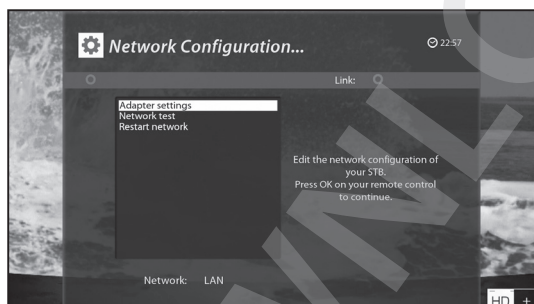 Network Configuration...
22:57
Link:
Adapter settings
Network test
Restart network
Edit the network configuration of
your STB.
Press OK on your remote control
to continue.
Network: LAN
HD +